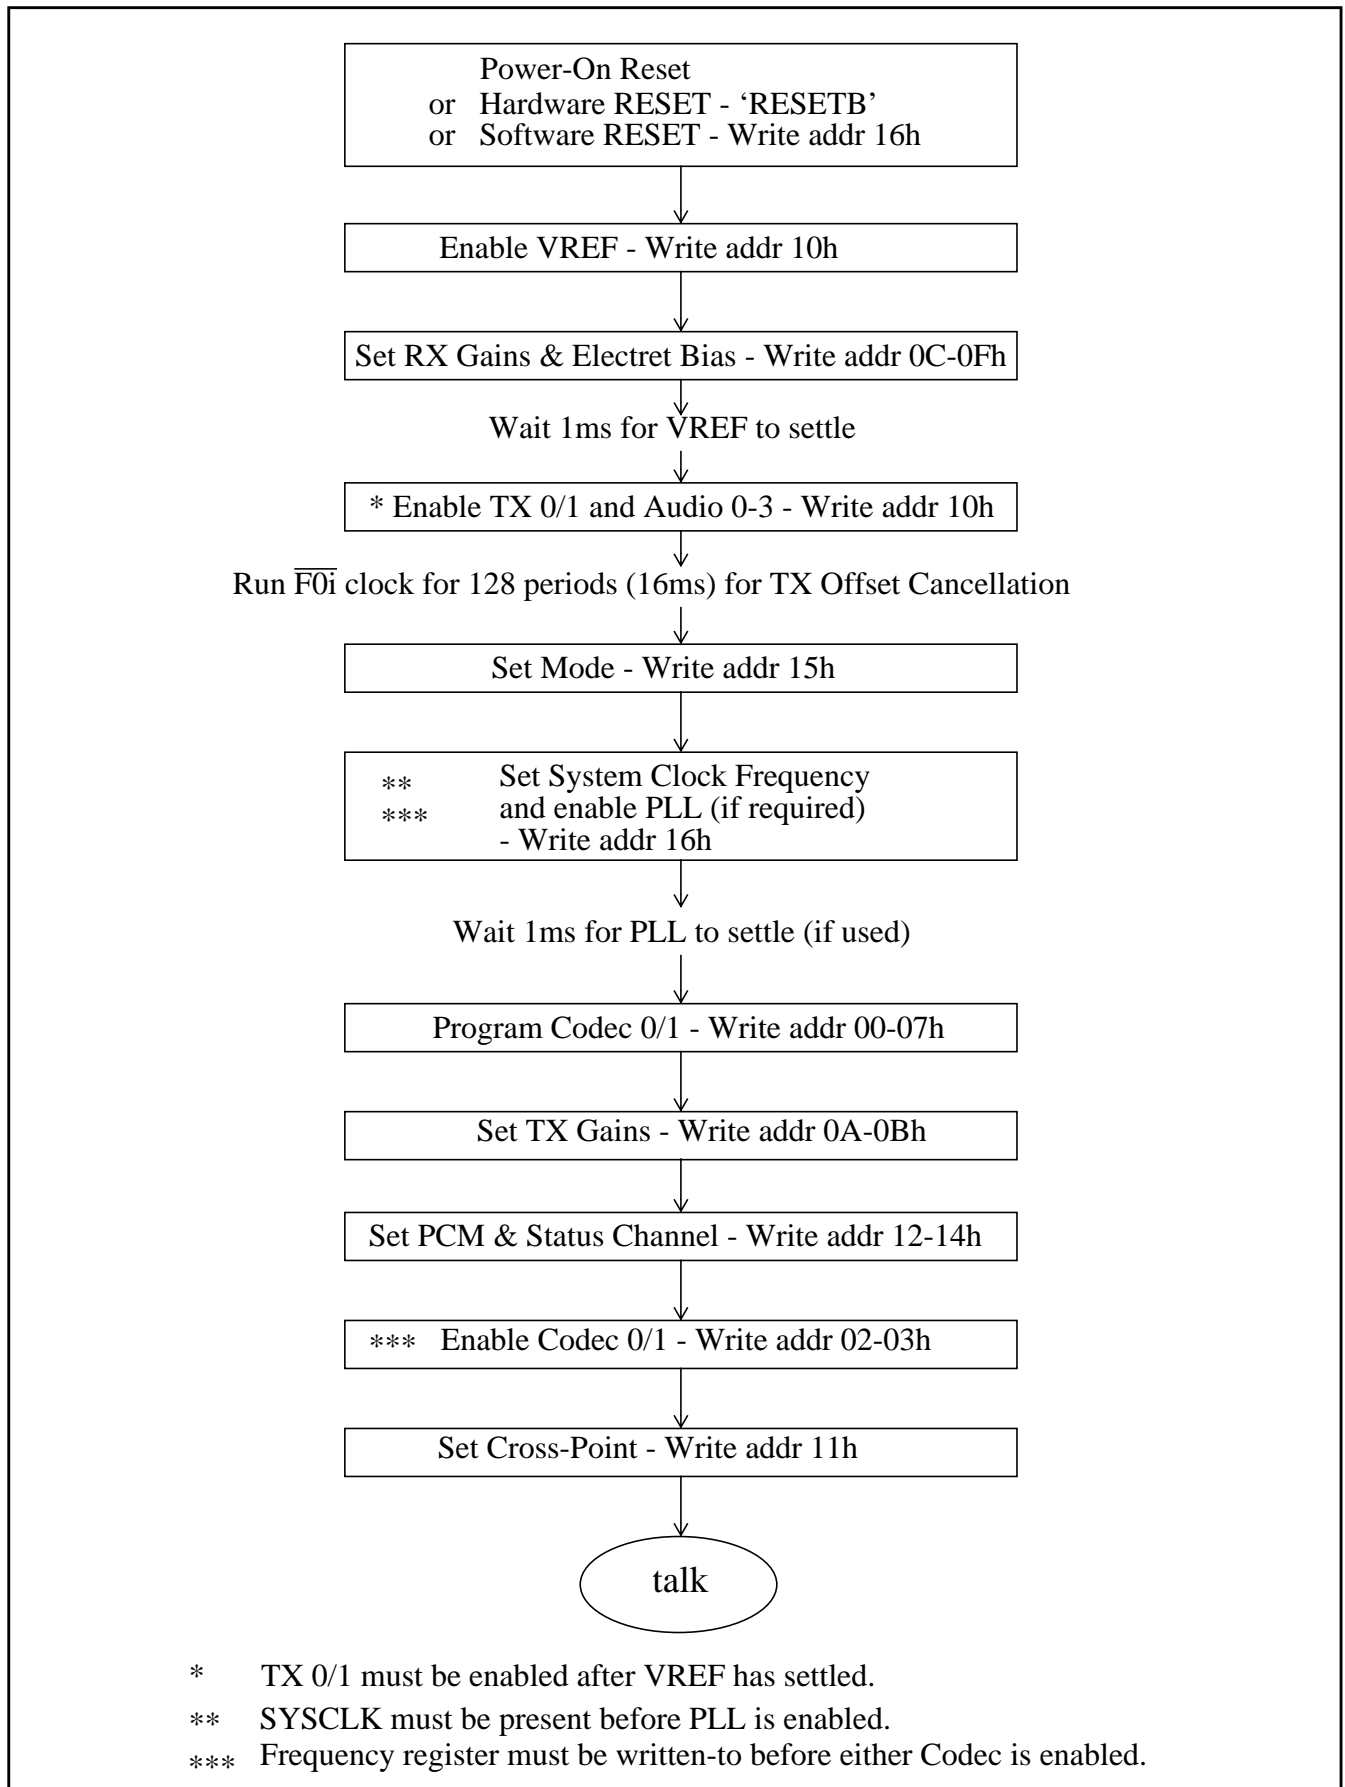 Power-On Reset
or Hardware RESET - ‘RESETB’
or Software RESET - Write addr 16h
Enable VREF - Write addr 10h
Set RX Gains & Electret Bias - Write addr 0C-0Fh
Wait 1ms for VREF to settle
* Enable TX 0/1 and Audio 0-3 - Write addr 10h
Run F̅0̅i̅ clock for 128 periods (16ms) for TX Offset Cancellation
Set Mode - Write addr 15h
** Set System Clock Frequency
*** and enable PLL (if required)
- Write addr 16h
Wait 1ms for PLL to settle (if used)
Program Codec 0/1 - Write addr 00-07h
Set TX Gains - Write addr 0A-0Bh
Set PCM & Status Channel - Write addr 12-14h
*** Enable Codec 0/1 - Write addr 02-03h
Set Cross-Point - Write addr 11h
talk
* TX 0/1 must be enabled after VREF has settled.
** SYSCLK must be present before PLL is enabled.
*** Frequency register must be written-to before either Codec is enabled.